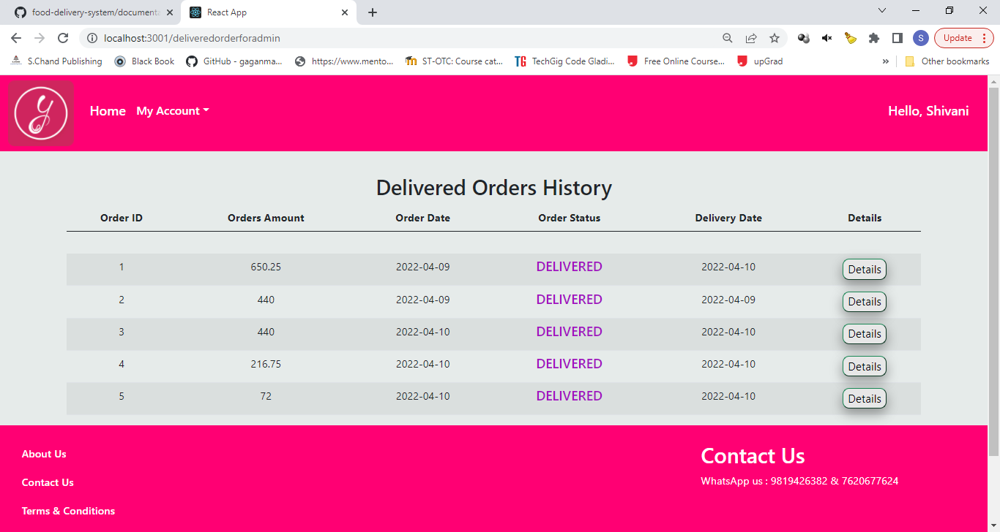 food-delivery-system/documenta
React App
localhost:3001/deliveredorderforadmin
S
Update
S.Chand Publishing
Black Book
GitHub - gaganma...
https://www.mento...
ST-OTC: Course cat...
TG TechGig Code Gladi...
Free Online Course...
upGrad
»
Other bookmarks
y
Home
My Account
Hello, Shivani
Delivered Orders History
Order ID Orders Amount Order Date Order Status Delivery Date Details
1 650.25 2022-04-09 DELIVERED 2022-04-10 Details
2 440 2022-04-09 DELIVERED 2022-04-09 Details
3 440 2022-04-10 DELIVERED 2022-04-10 Details
4 216.75 2022-04-10 DELIVERED 2022-04-10 Details
5 72 2022-04-10 DELIVERED 2022-04-10 Details
About Us
Contact Us
Terms & Conditions
Contact Us
WhatsApp us : 9819426382 & 7620677624